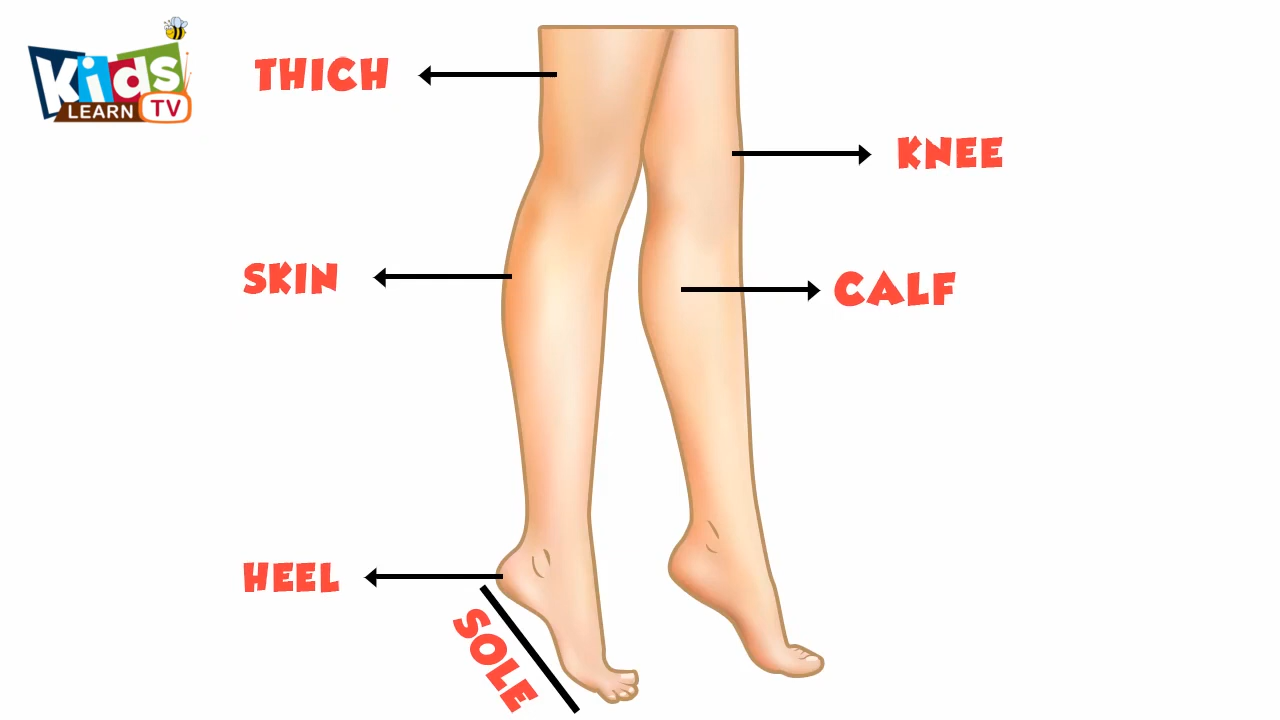 Kids
LEARN TV
THICH
KNEE
SKIN
CALF
HEEL
SOLE